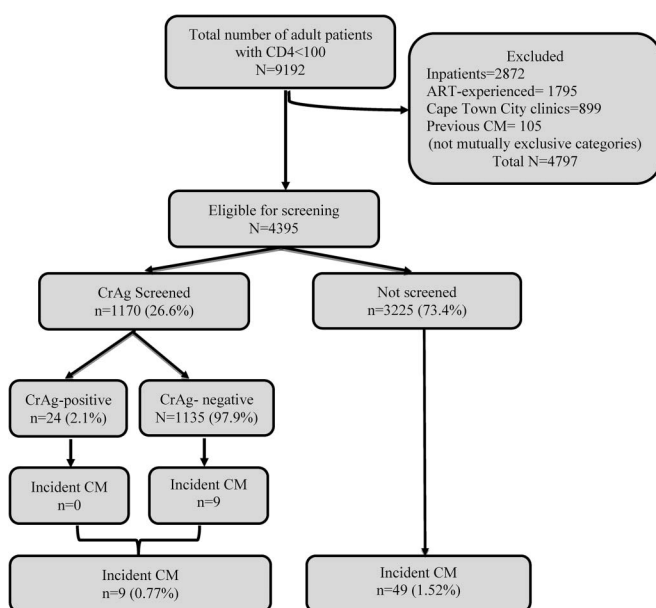 Total number of adult patients
with CD4<100
N=9192
Excluded
Inpatients=2872
ART-experienced= 1795
Cape Town City clinics=899
Previous CM= 105
(not mutually exclusive categories)
Total N=4797
Eligible for screening
N=4395
CrAg Screened
n=1170 (26.6%)
Not screened
n=3225 (73.4%)
CrAg-positive
n=24 (2.1%)
CrAg- negative
N=1135 (97.9%)
Incident CM
n=0
Incident CM
n=9
Incident CM
n=9 (0.77%)
Incident CM
n=49 (1.52%)